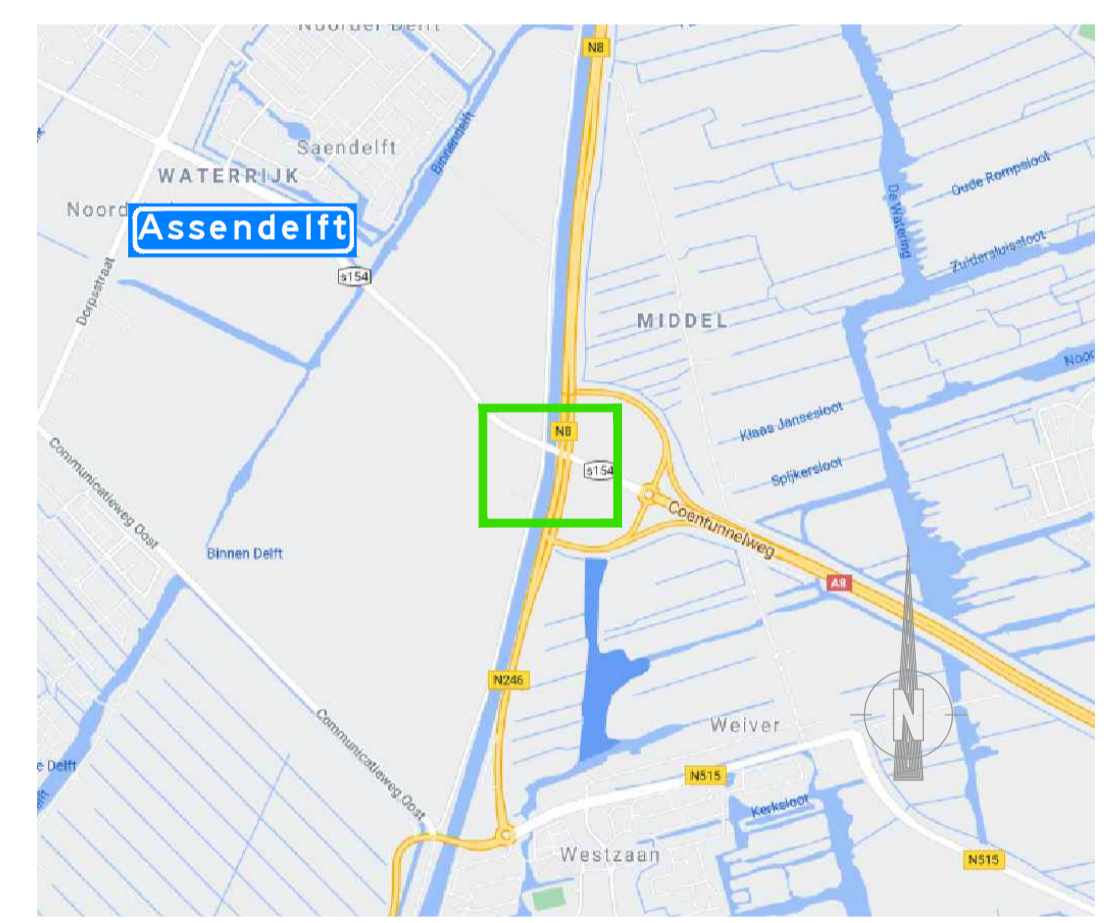 N8
Saendelft
WATERRIJK
Binnendelft
Oude Rompsloot
De Watering
Assendelft
Zuidersluissloot
Dorpsstraat
s154
MIDDEL
Klaas Jansesloot
N8
s154
Spijkersloot
Communicatieweg Oost
Coentunnelweg
Binnen Delft
A8
N246
N
Communicatieweg Oost
Weiver
N515
Kerksloot
Westzaan
N515